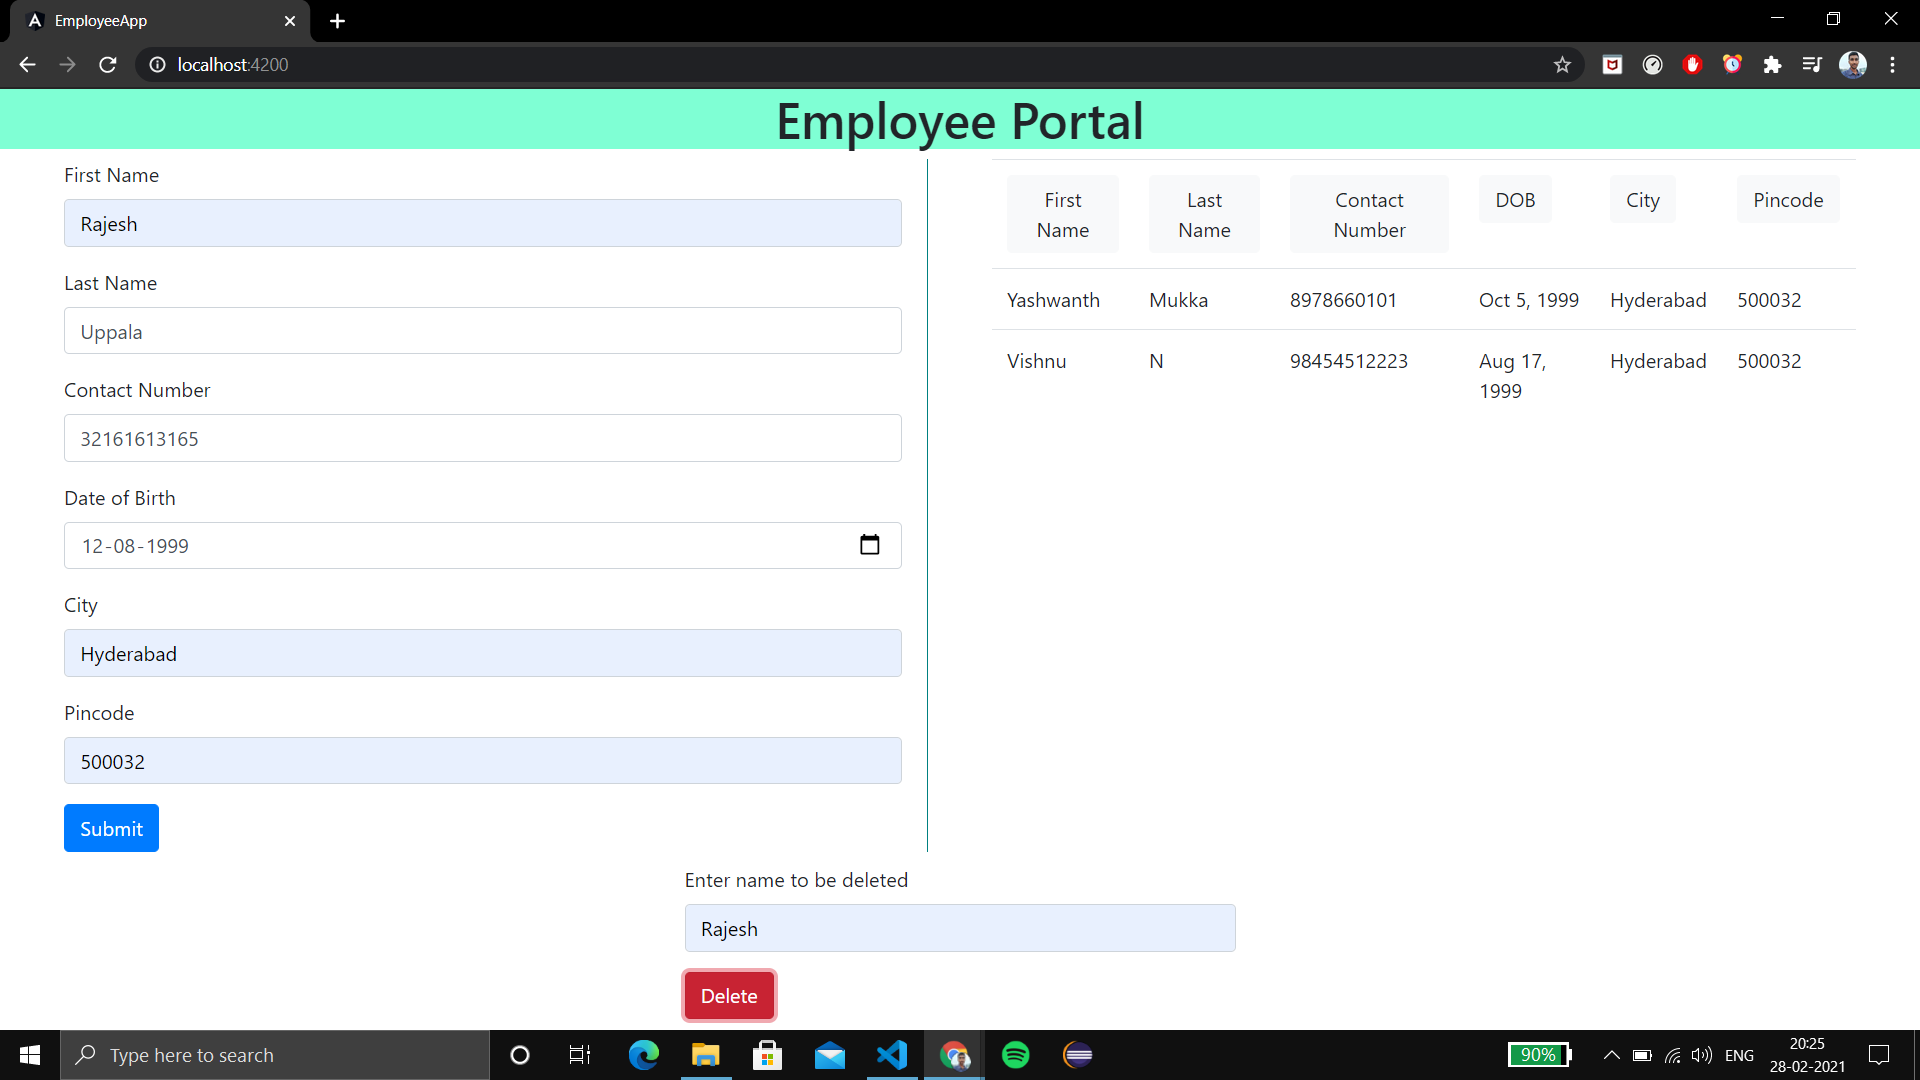 EmployeeApp
localhost:4200
Employee Portal
First Name
Rajesh
Last Name
Uppala
Contact Number
32161613165
Date of Birth
12-08-1999
City
Hyderabad
Pincode
500032
Submit
First Name Last Name Contact Number DOB City Pincode
Yashwanth Mukka 8978660101 Oct 5, 1999 Hyderabad 500032
Vishnu N 98454512223 Aug 17, 1999 Hyderabad 500032
Enter name to be deleted
Rajesh
Delete
Type here to search
90%
ENG
20:25
28-02-2021